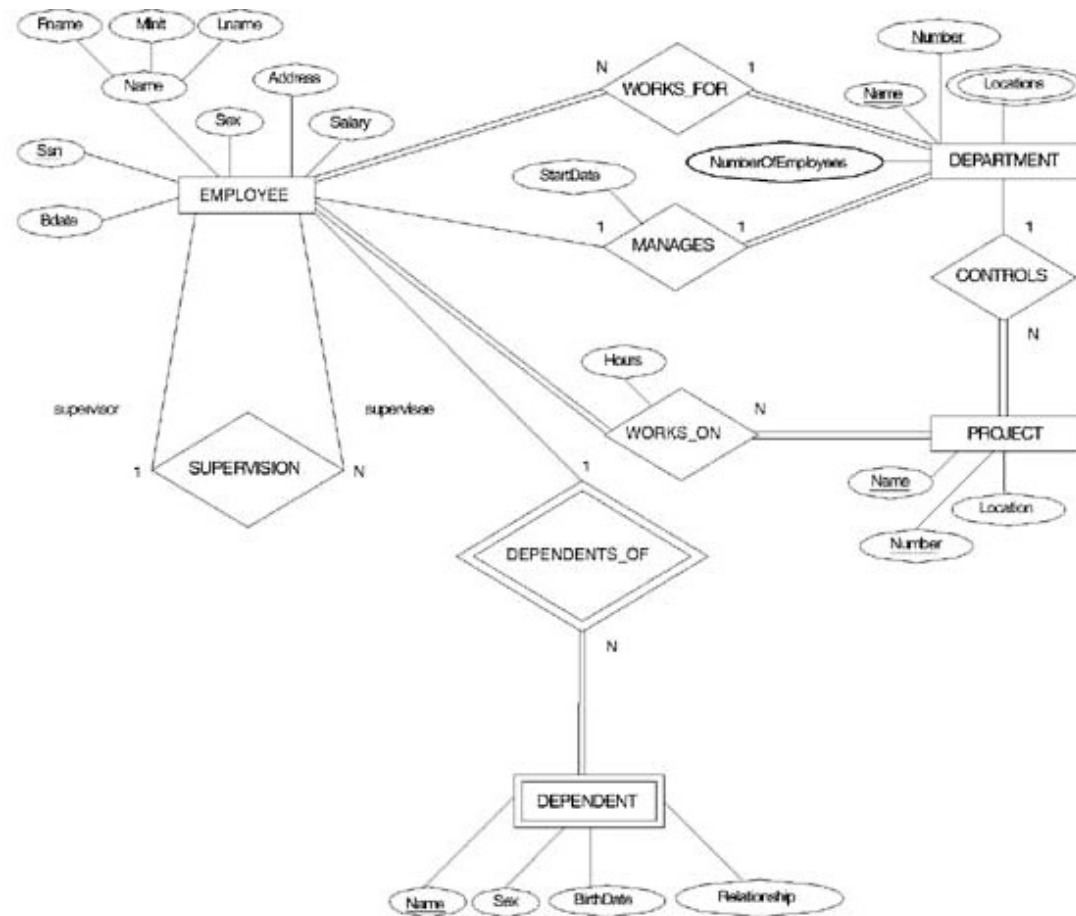 Fname Minit Lname
Number
Address
N 1
Name
WORKS_FOR
Name Locations
Sex Salary
Ssn
NumberOfEmployees DEPARTMENT
StartDate
EMPLOYEE
Bdate
1 1 1
MANAGES
CONTROLS
N
Hours
supervisor supervisee
N
WORKS_ON PROJECT
1 SUPERVISION N
1
Name
Location
Number
DEPENDENTS_OF
N
DEPENDENT
Name Sex BirthDate Relationship